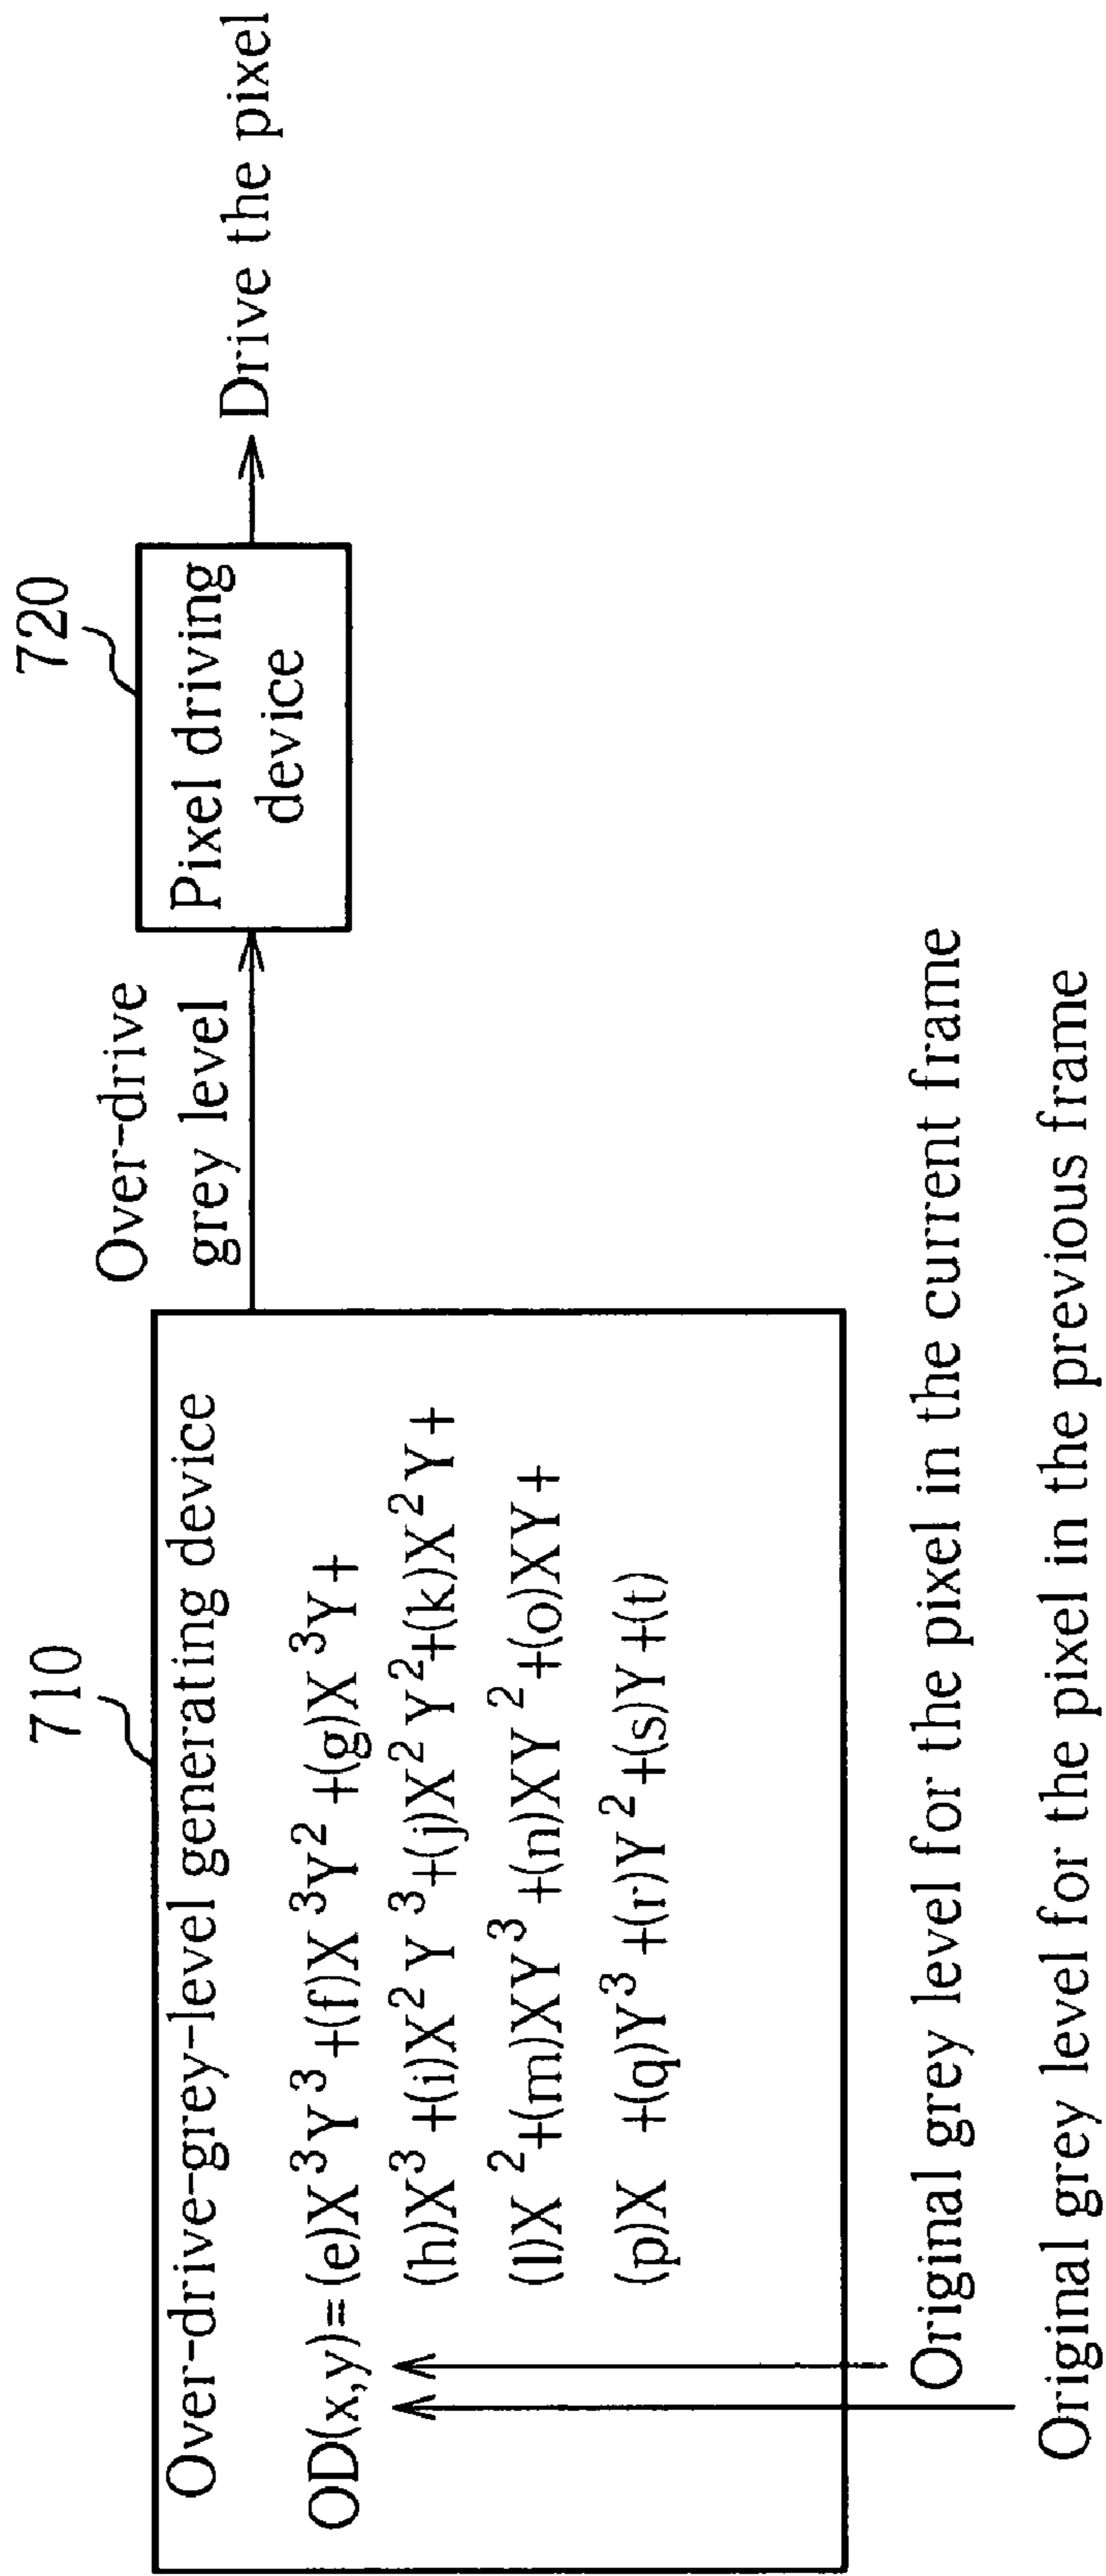 710
Over-drive-grey-level generating device
OD(x,y)=(e)X³Y³+(f)X³Y²+(g)X³Y+
(h)X³+(i)X²Y³+(j)X²Y²+(k)X²Y+
(l)X²+(m)XY³+(n)XY²+(o)XY+
(p)X +(q)Y³+(r)Y²+(s)Y+(t)
Over-drive
grey level
720
Pixel driving
device
Drive the pixel
Original grey level for the pixel in the current frame
Original grey level for the pixel in the previous frame